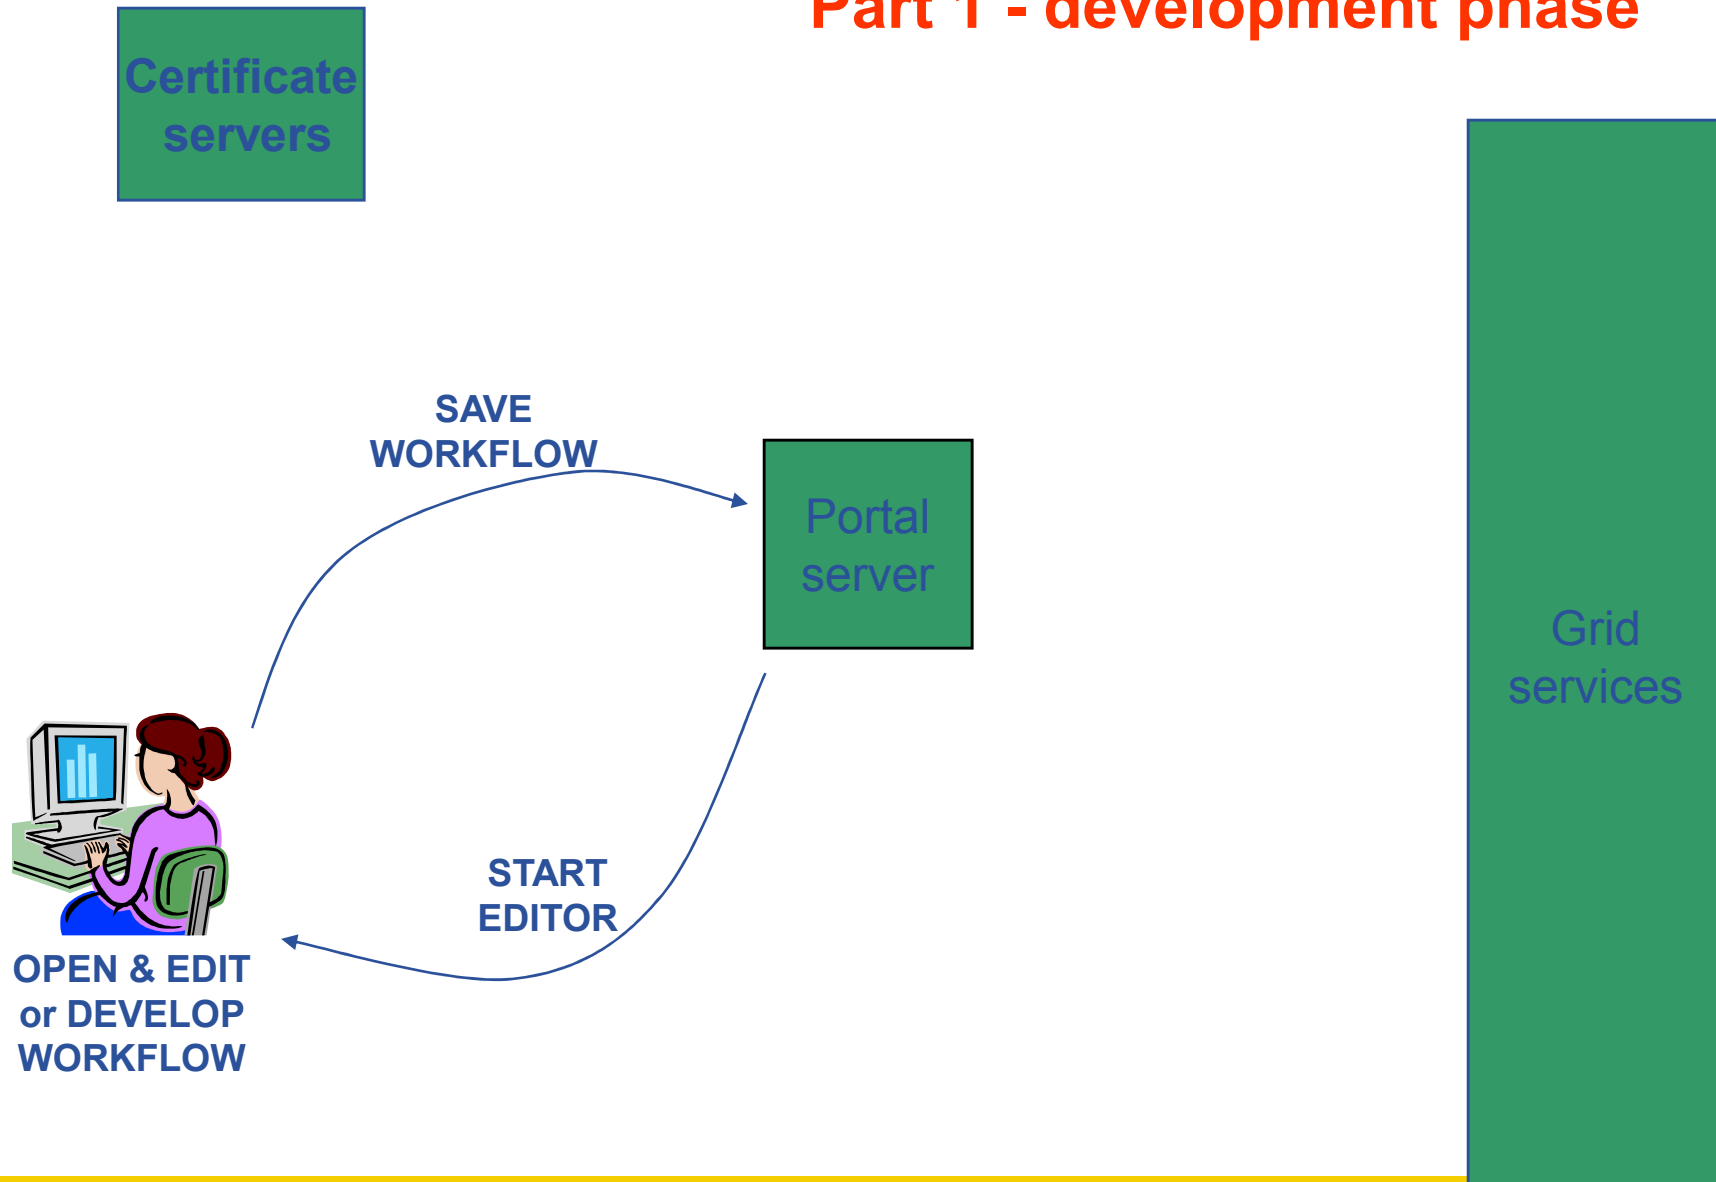 Part 1 - development phase
Certificate
servers
SAVE
WORKFLOW
Portal
server
Grid
services
START
EDITOR
OPEN & EDIT
or DEVELOP
WORKFLOW